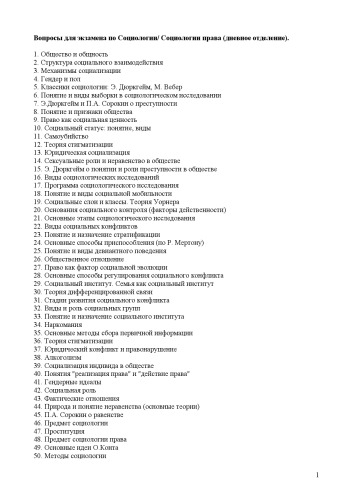 Вопросы для экзамена по Социологии/ Социологии права (дневное отделение).
1. Общество и общность
2. Структура социального взаимодействия
3. Механизмы социализации
4. Гендер и пол
5. Классики социологии: Э. Дюркгейм, М. Вебер
6. Понятие и виды выборки в социологическом исследовании
7. Э.Дюркгейм и П.А. Сорокин о преступности
8. Понятие и признаки общества
9. Право как социальная ценность
10. Социальный статус: понятие, виды
11. Самоубийство
12. Теория стигматизации
13. Юридическая социализация
14. Сексуальные роли и неравенство в обществе
15. Э. Дюркгейм о понятии и роли преступности в обществе
16. Виды социологических исследований
17. Программа социологического исследования
18. Понятие и виды социальной мобильности
19. Социальные слои и классы. Теория Уорнера
20. Основания социального контроля (факторы действенности)
21. Основные этапы социологического исследования
22. Виды социальных конфликтов
23. Понятие и назначение стратификации
24. Основные способы приспособления (по Р. Мертону)
25. Понятие и виды девиантного поведения
26. Общественное отношение
27. Право как фактор социальной эволюции
28. Основные способы регулирования социального конфликта
29. Социальный институт. Семья как социальный институт
30. Теория дифференцированной связи
31. Стадии развития социального конфликта
32. Виды и роль социальных групп
33. Понятие и назначение социального института
34. Наркомания
35. Основные методы сбора первичной информации
36. Теория стигматизации
37. Юридический конфликт и правонарушение
38. Алкоголизм
39. Социализация индивида в обществе
40. Понятия "реализация права" и "действие права"
41. Гендерные идеалы
42. Социальная роль
43. Фактические отношения
44. Природа и понятие неравенства (основные теории)
45. П.А. Сорокин о равенстве
46. Предмет социологии
47. Проституция
48. Предмет социологии права
49. Основные идеи О.Конта
50. Методы социологии
1